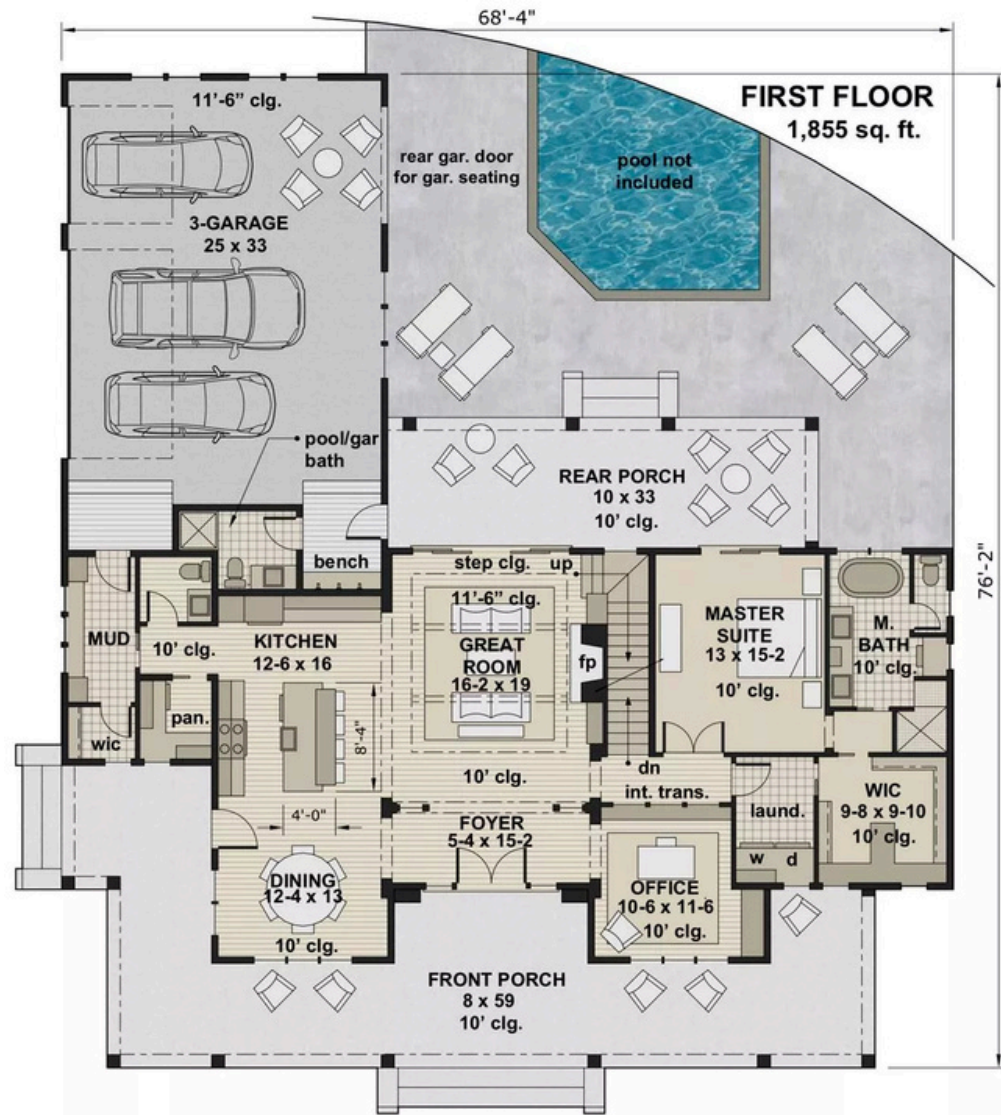 68'-4"
11'-6" clg.
FIRST FLOOR
1,855 sq. ft.
rear gar. door
for gar. seating
pool not
included
3-GARAGE
25 x 33
pool/gar
bath
REAR PORCH
10 x 33
10' clg.
76'-2"
bench
step clg.
up
11'-6" clg.
MUD
10' clg.
KITCHEN
12-6 x 16
GREAT
ROOM
16-2 x 19
fp
MASTER
SUITE
13 x 15-2
10' clg.
M.
BATH
10' clg.
pan.
wic
8'-4"
10' clg.
dn
int. trans.
4'-0"
FOYER
5-4 x 15-2
laund.
WIC
9-8 x 9-10
10' clg.
w
d
DINING
12-4 x 13
10' clg.
OFFICE
10-6 x 11-6
10' clg.
FRONT PORCH
8 x 59
10' clg.